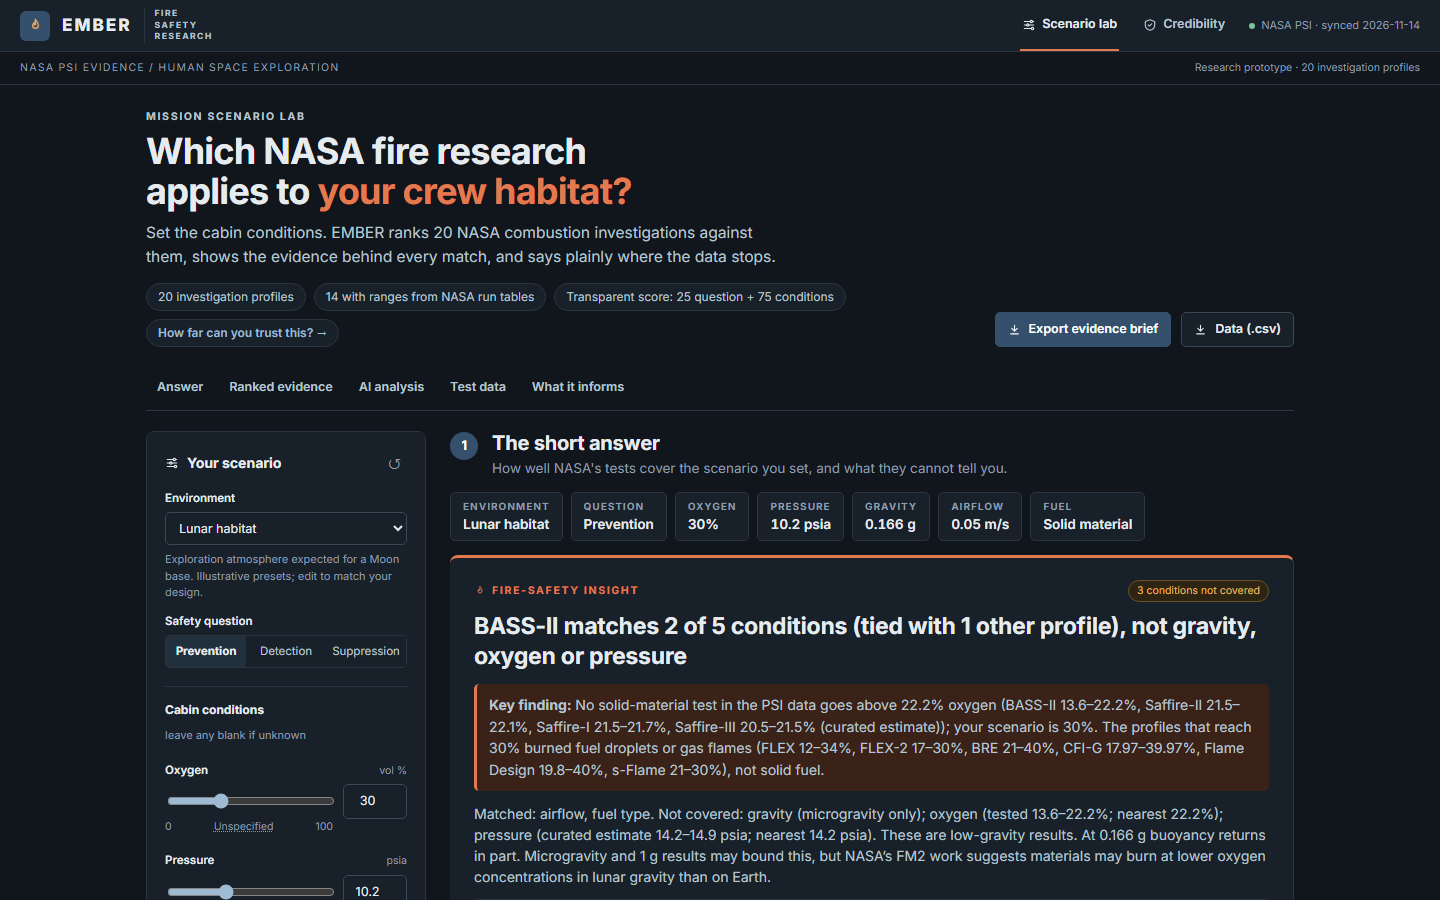 EMBER
FIRE
SAFETY
RESEARCH
Scenario lab
Credibility
NASA PSI · synced 2026-11-14
NASA PSI EVIDENCE / HUMAN SPACE EXPLORATION
Research prototype · 20 investigation profiles
MISSION SCENARIO LAB
Which NASA fire research
applies to your crew habitat?
Set the cabin conditions. EMBER ranks 20 NASA combustion investigations against
them, shows the evidence behind every match, and says plainly where the data stops.
20 investigation profiles
14 with ranges from NASA run tables
Transparent score: 25 question + 75 conditions
How far can you trust this? →
Export evidence brief
Data (.csv)
Answer
Ranked evidence
AI analysis
Test data
What it informs
Your scenario
Environment
Lunar habitat
Exploration atmosphere expected for a Moon
base. Illustrative presets; edit to match your
design.
Safety question
Prevention
Detection
Suppression
Cabin conditions
leave any blank if unknown
Oxygen
vol %
30
0
Unspecified
100
Pressure
psia
10.2
1
The short answer
How well NASA's tests cover the scenario you set, and what they cannot tell you.
ENVIRONMENT
Lunar habitat
QUESTION
Prevention
OXYGEN
30%
PRESSURE
10.2 psia
GRAVITY
0.166 g
AIRFLOW
0.05 m/s
FUEL
Solid material
FIRE-SAFETY INSIGHT
3 conditions not covered
BASS-II matches 2 of 5 conditions (tied with 1 other profile), not gravity,
oxygen or pressure
Key finding: No solid-material test in the PSI data goes above 22.2% oxygen (BASS-II 13.6–22.2%, Saffire-II 21.5–
22.1%, Saffire-I 21.5–21.7%, Saffire-III 20.5–21.5% (curated estimate)); your scenario is 30%. The profiles that reach
30% burned fuel droplets or gas flames (FLEX 12–34%, FLEX-2 17–30%, BRE 21–40%, CFI-G 17.97–39.97%, Flame
Design 19.8–40%, s-Flame 21–30%), not solid fuel.
Matched: airflow, fuel type. Not covered: gravity (microgravity only); oxygen (tested 13.6–22.2%; nearest 22.2%);
pressure (curated estimate 14.2–14.9 psia; nearest 14.2 psia). These are low-gravity results. At 0.166 g buoyancy returns
in part. Microgravity and 1 g results may bound this, but NASA's FM2 work suggests materials may burn at lower oxygen
concentrations in lunar gravity than on Earth.